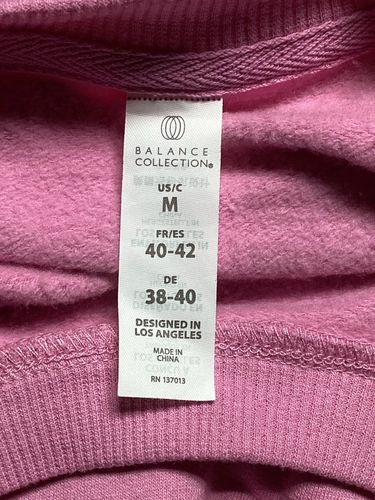 BALANCE
COLLECTION®
US/C
M
FR/ES
40-42
DE
38-40
DESIGNED IN
LOS ANGELES
MADE IN
CHINA
RN 137013